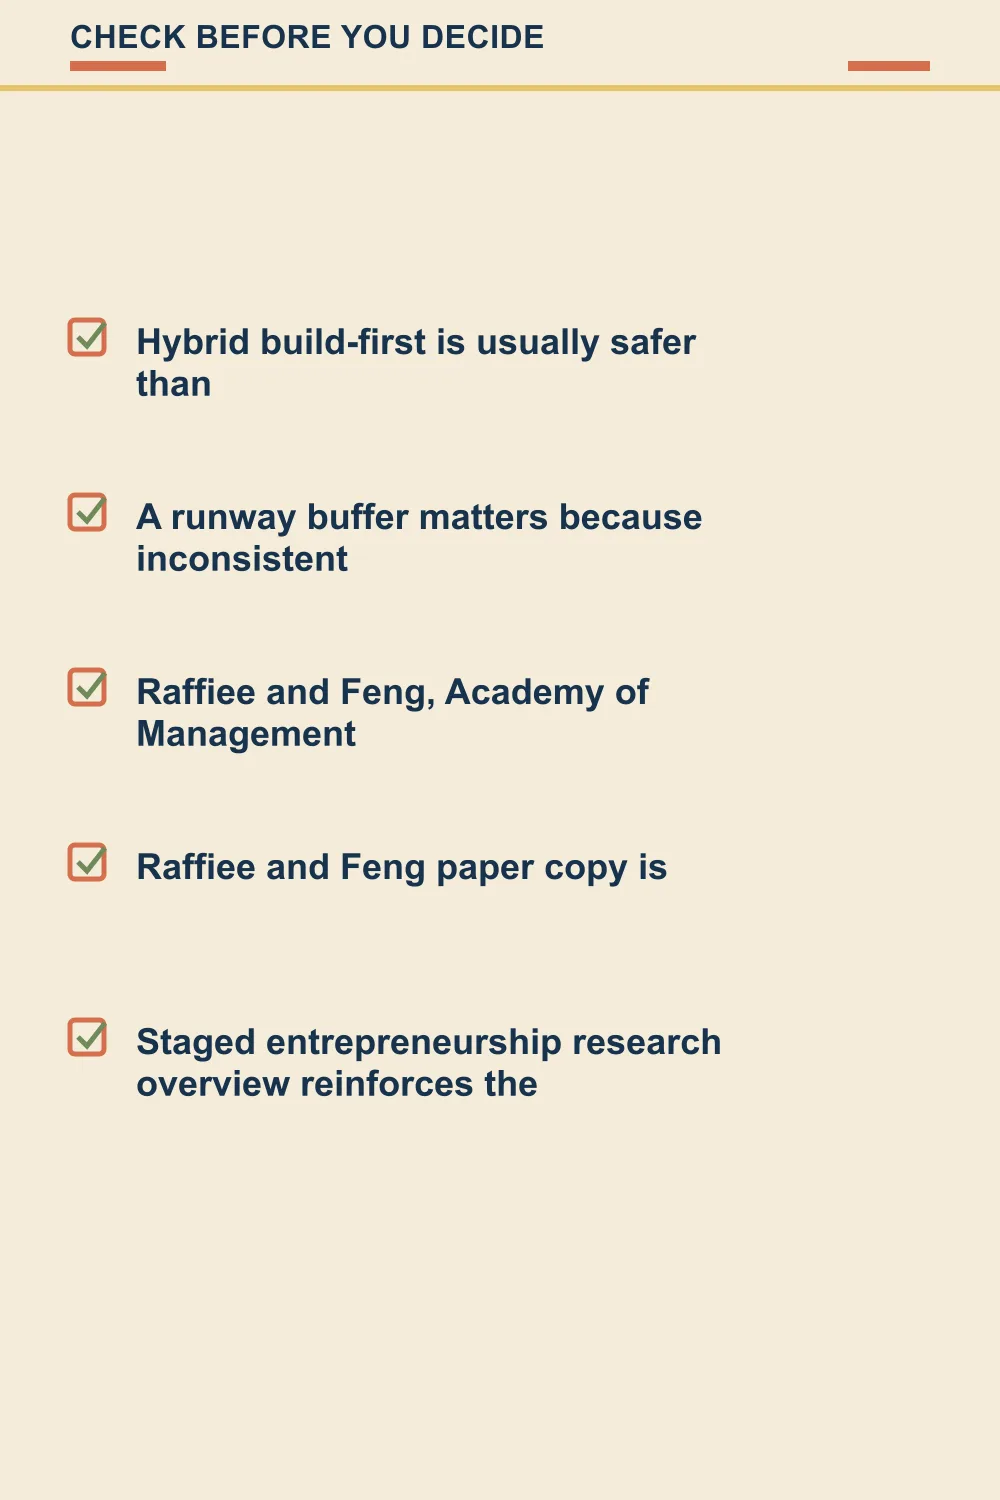 CHECK BEFORE YOU DECIDE
Hybrid build-first is usually safer
than
A runway buffer matters because
inconsistent
Raffiee and Feng, Academy of
Management
Raffiee and Feng paper copy is
Staged entrepreneurship research
overview reinforces the